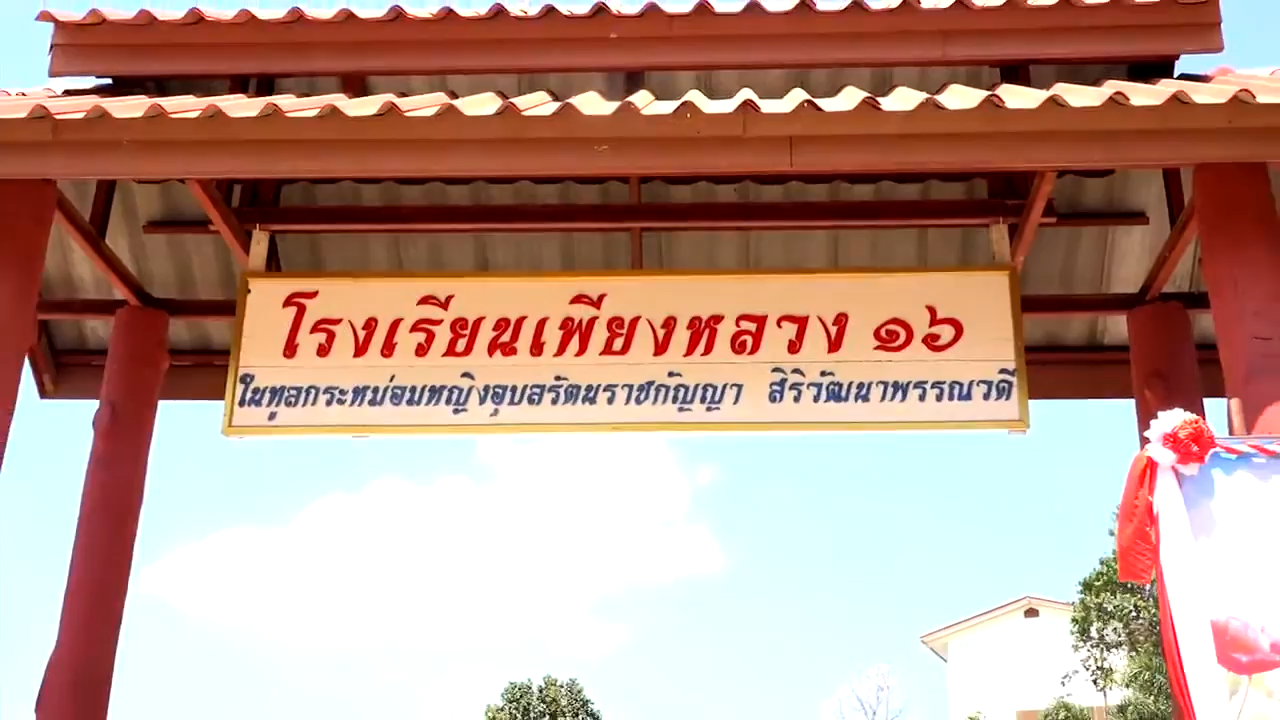 โรงเรียนเพียงหลวง ๑๖
ในทูลกระหม่อมหญิงอุบลรัตนราชกัญญา สิริวัฒนาพรรณวดี